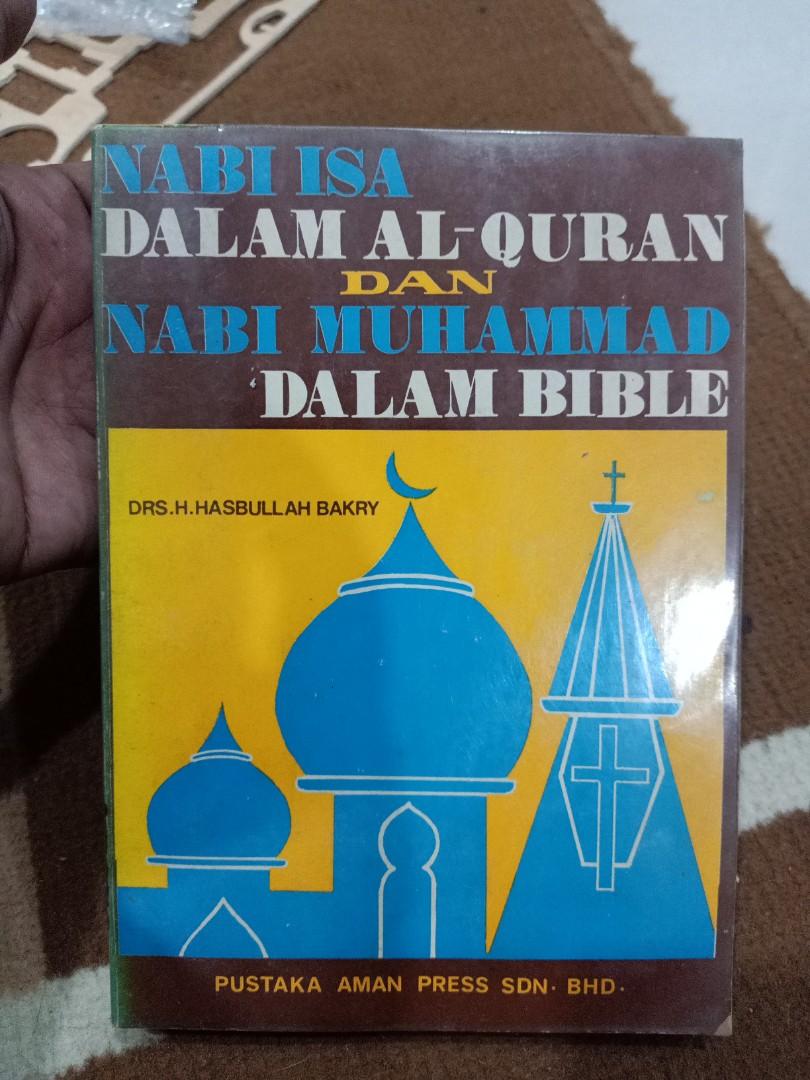 NABI ISA
DALAM AL-QURAN
DAN
NABI MUHAMMAD
DALAM BIBLE
DRS.H.HASBULLAH BAKRY
PUSTAKA AMAN PRESS SDN· BHD·